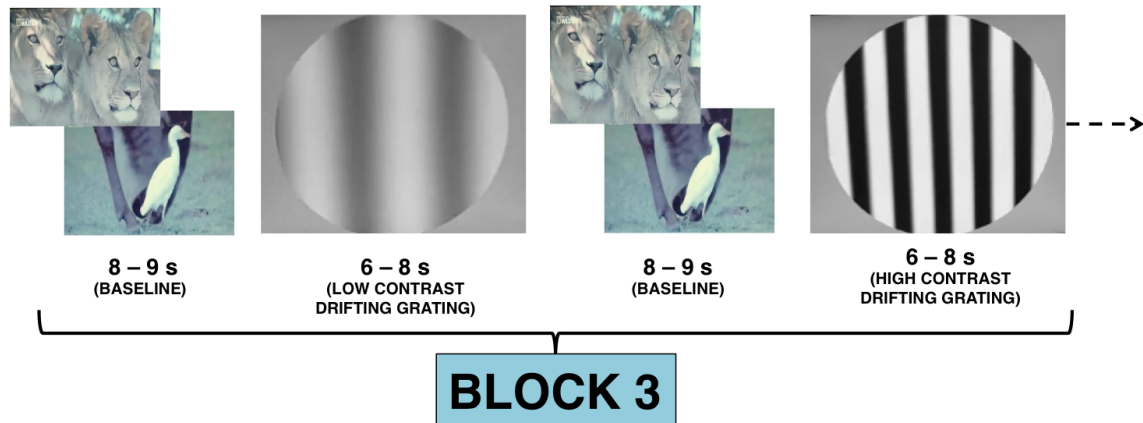 8 – 9 s
(BASELINE)
6 – 8 s
(LOW CONTRAST
DRIFTING GRATING)
8 – 9 s
(BASELINE)
6 – 8 s
(HIGH CONTRAST
DRIFTING GRATING)
BLOCK 3